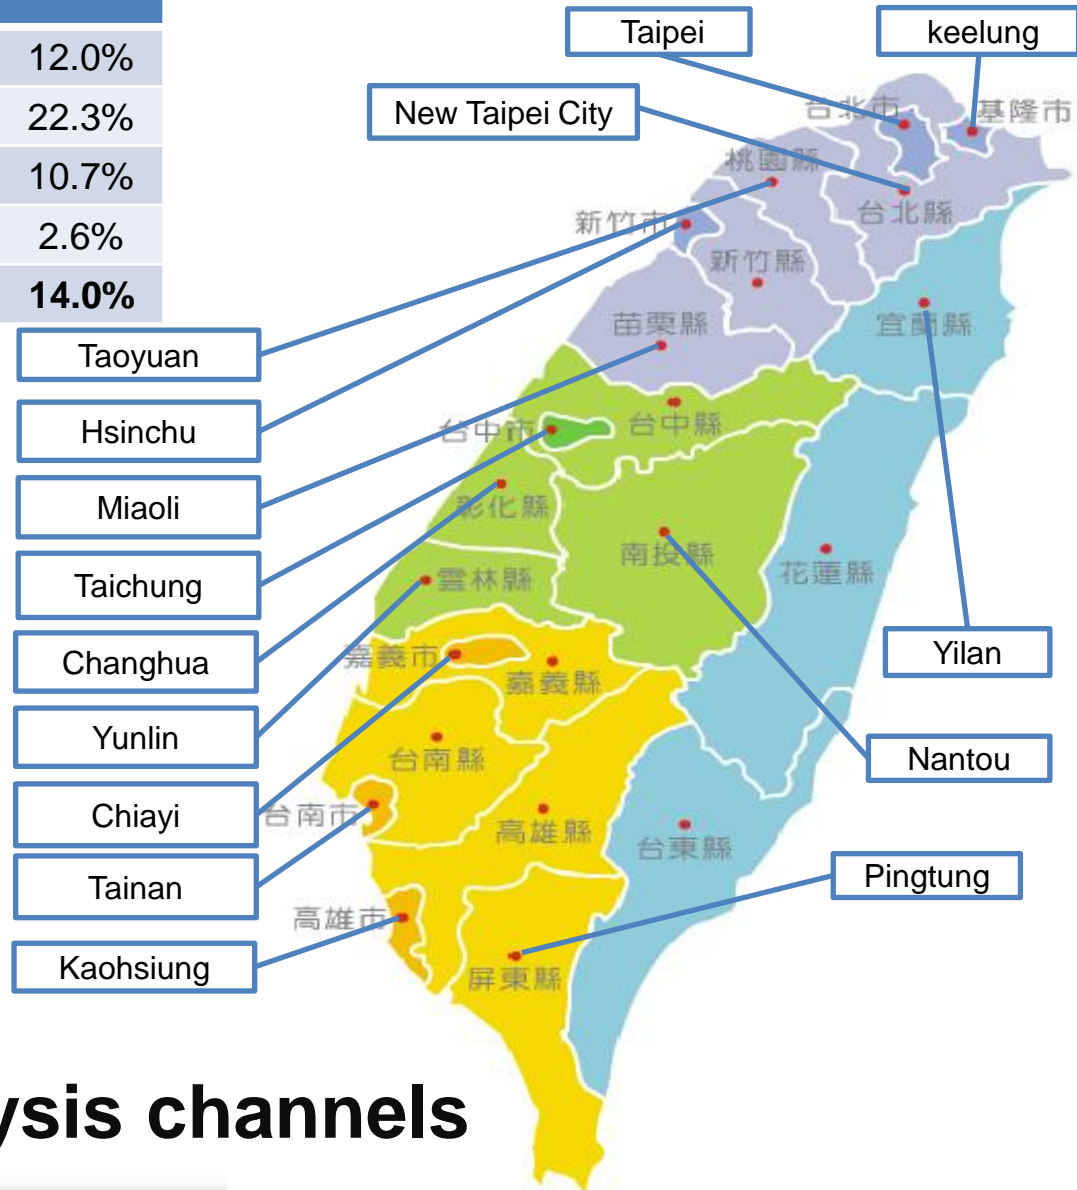 12.0%
22.3%
10.7%
2.6%
14.0%
Taipei
keelung
New Taipei City
台北市
基隆市
桃園縣
台北縣
新竹市
新竹縣
苗栗縣
宜蘭縣
Taoyuan
Hsinchu
Miaoli
Taichung
Changhua
Yunlin
Chiayi
Tainan
Kaohsiung
台中市
台中縣
彰化縣
南投縣
花蓮縣
雲林縣
嘉義市
嘉義縣
台南縣
台南市
高雄縣
台東縣
高雄市
屏東縣
Yilan
Nantou
Pingtung
ysis channels